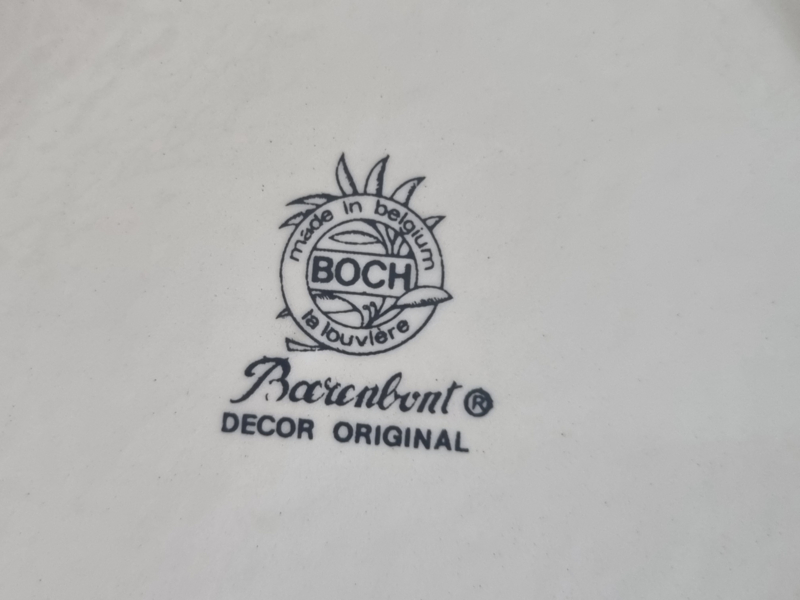 made in belgium
BOCH
la louvière
Boerenbont ®
DECOR ORIGINAL